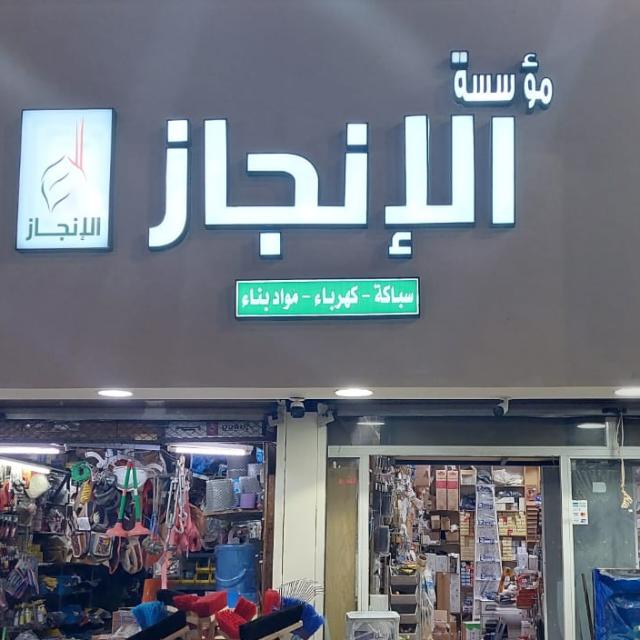 مؤسسة
الإنجاز
الإنجاز
سباكة - كهرباء - مواد بناء